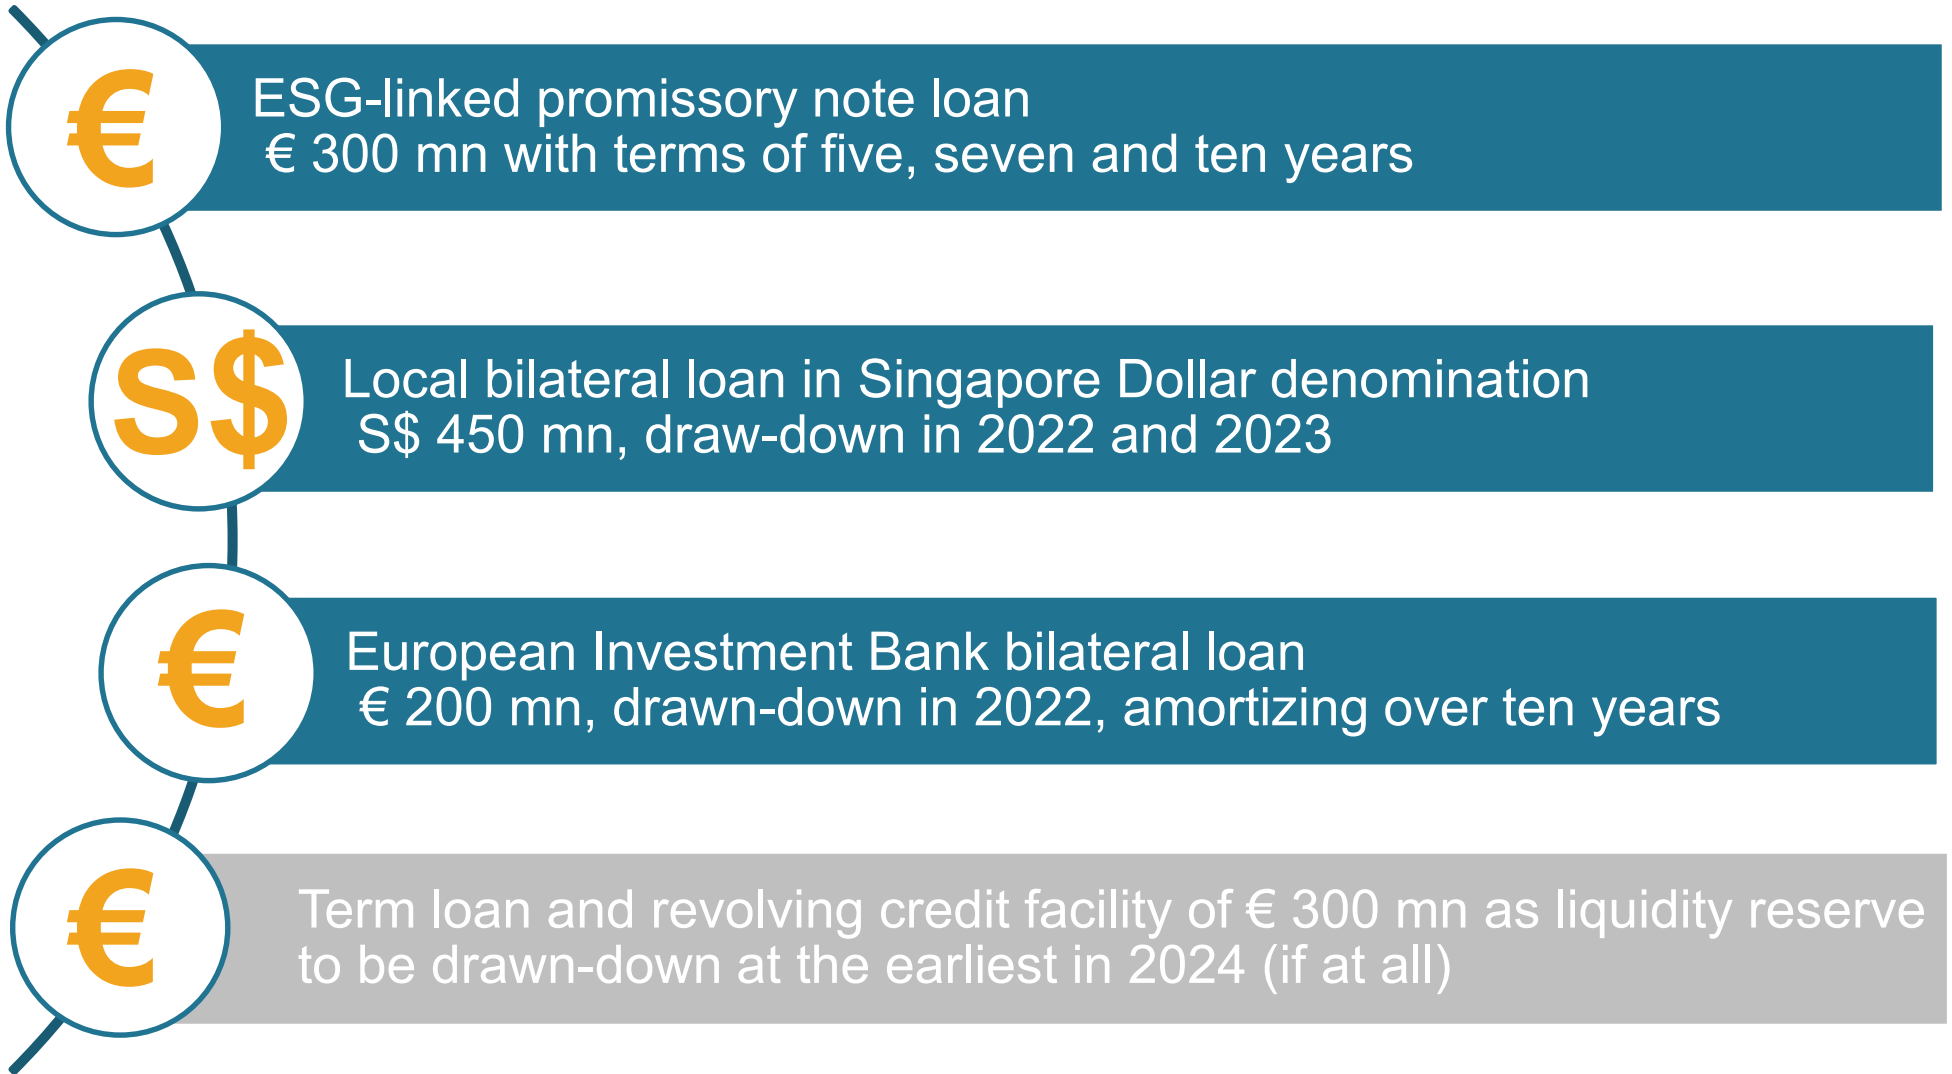 €
ESG-linked promissory note loan
€ 300 mn with terms of five, seven and ten years
S$
Local bilateral loan in Singapore Dollar denomination
S$ 450 mn, draw-down in 2022 and 2023
€
European Investment Bank bilateral loan
€ 200 mn, drawn-down in 2022, amortizing over ten years
€
Term loan and revolving credit facility of € 300 mn as liquidity reserve
to be drawn-down at the earliest in 2024 (if at all)